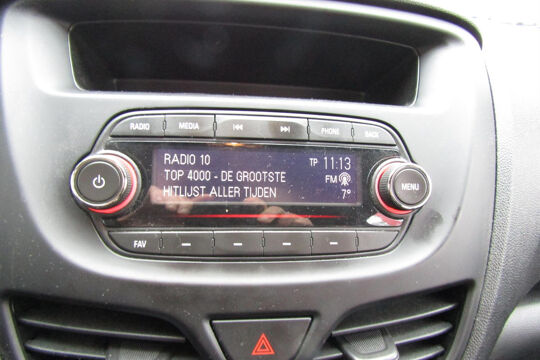 RADIO MEDIA PHONE BACK
RADIO 10 TP 11:13
TOP 4000 - DE GROOTSTE FM
HITLIJST ALLER TIJDEN 7°
MENU
FAV